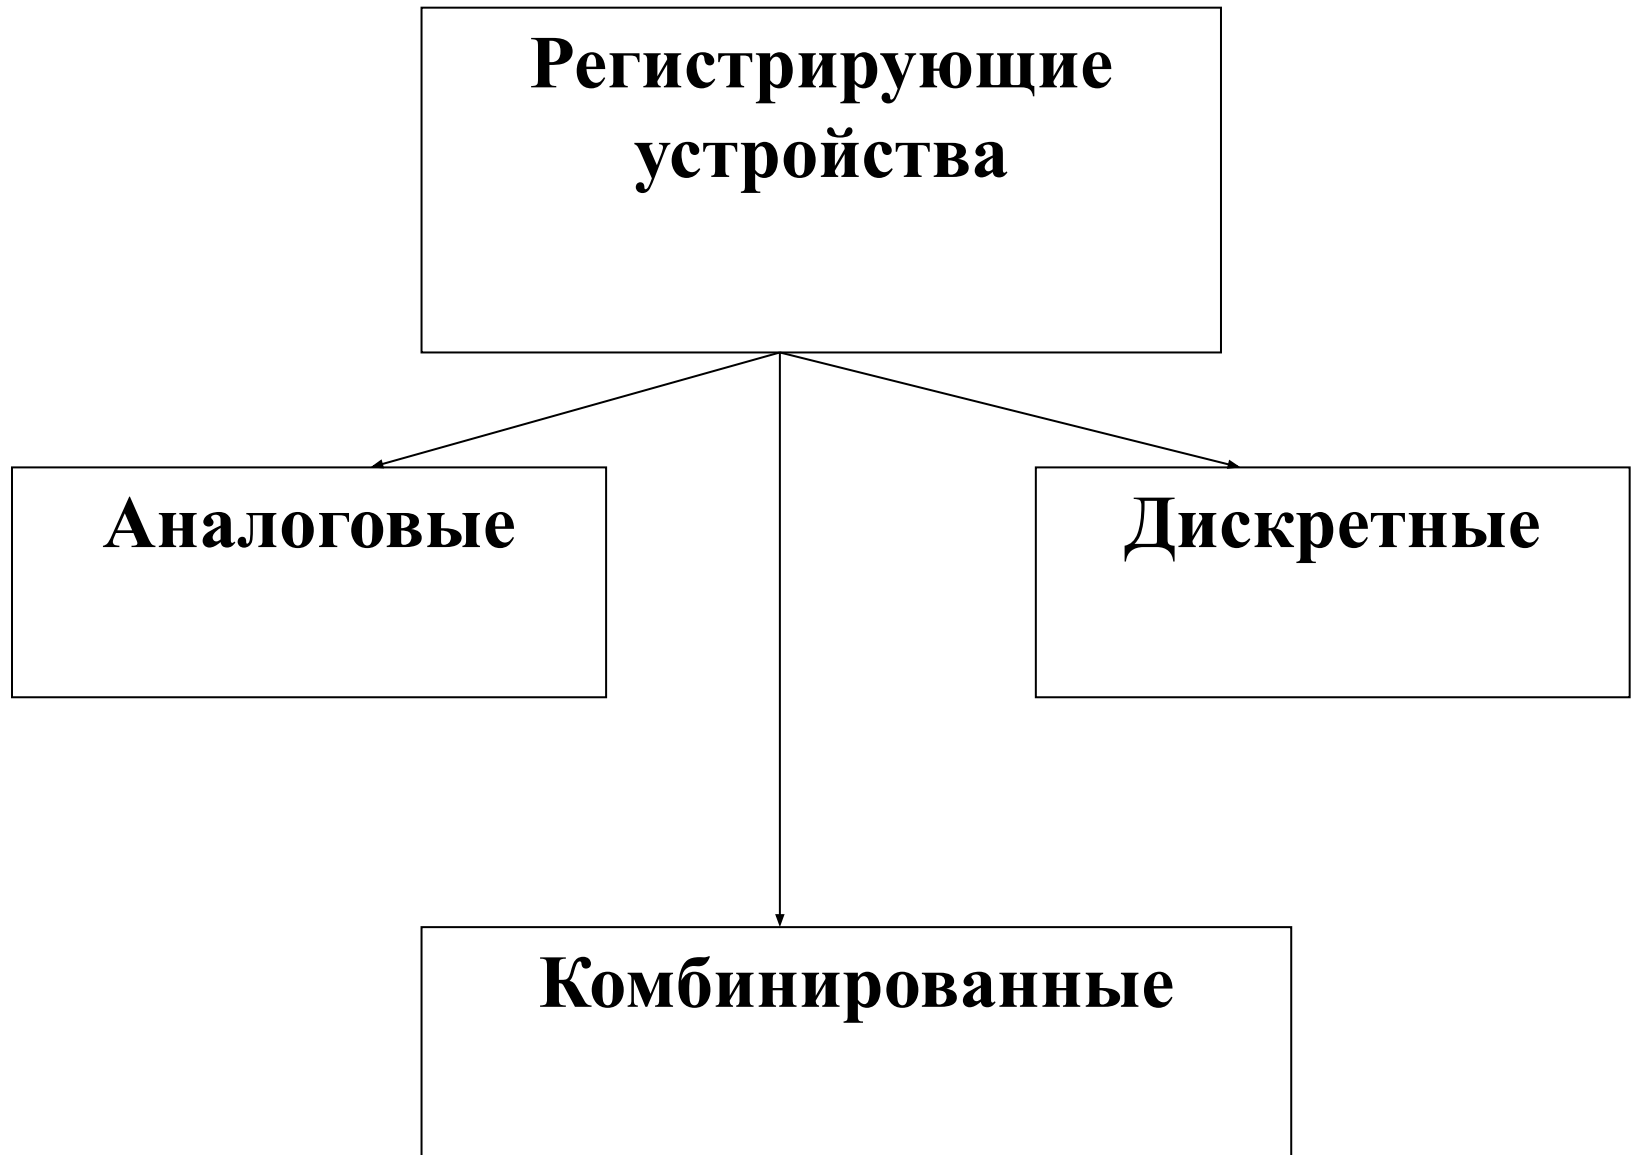 Регистрирующие
устройства
Аналоговые
Дискретные
Комбинированные